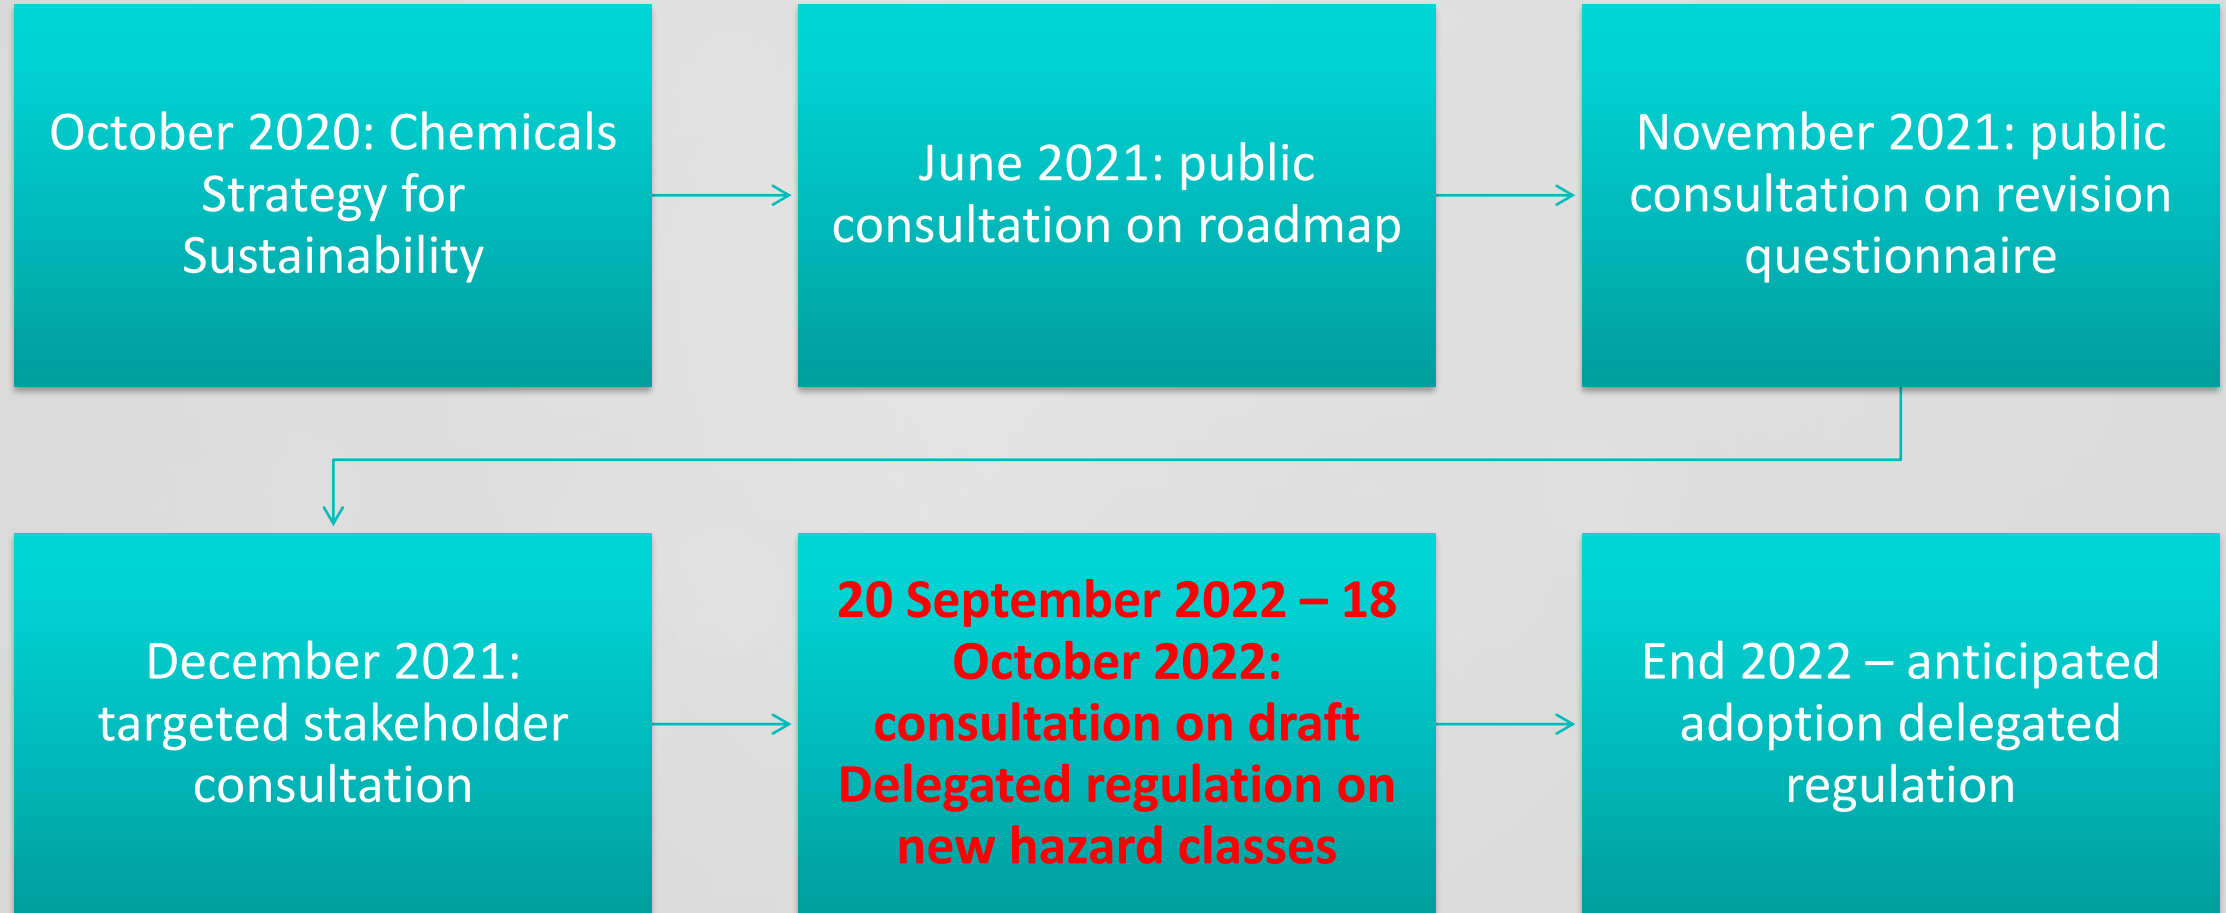 October 2020: Chemicals
Strategy for
Sustainability
June 2021: public
consultation on roadmap
November 2021: public
consultation on revision
questionnaire
December 2021:
targeted stakeholder
consultation
20 September 2022 – 18
October 2022:
consultation on draft
Delegated regulation on
new hazard classes
End 2022 – anticipated
adoption delegated
regulation